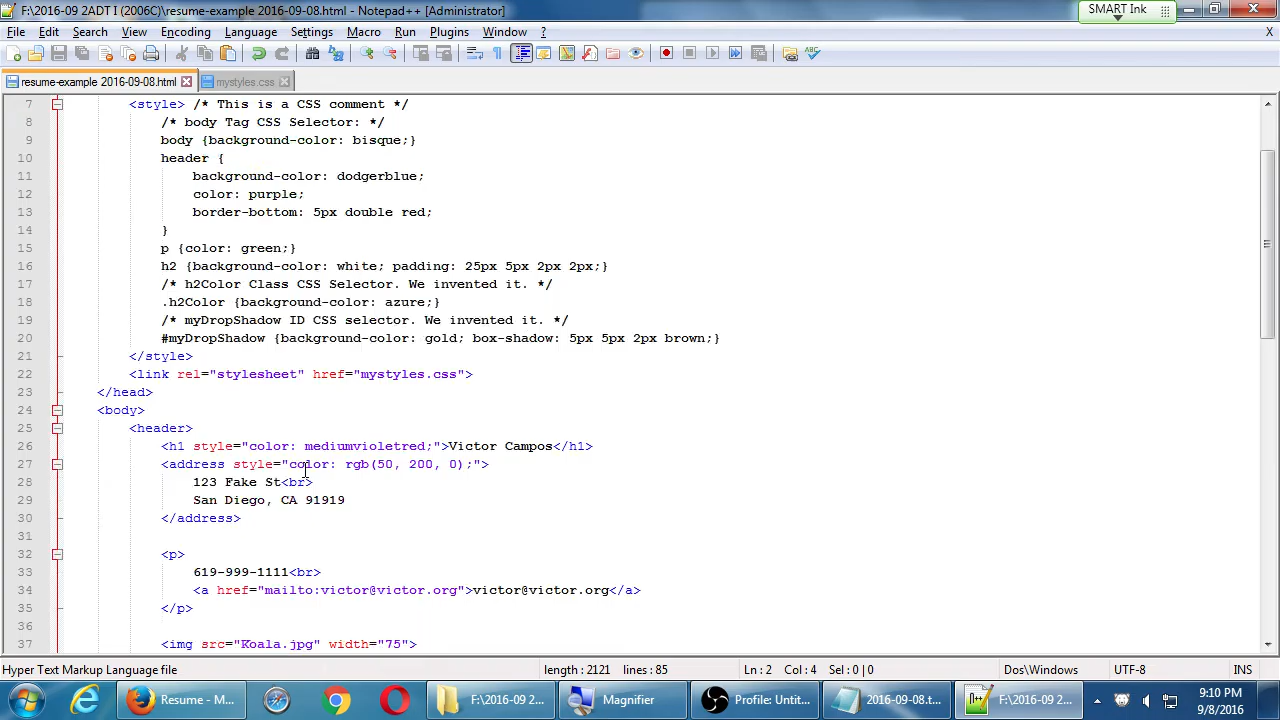 F:\2016-09 2ADT I (2006C)\resume-example 2016-09-08.html - Notepad++ [Administrator]
SMART Ink
File Edit Search View Encoding Language Settings Macro Run Plugins Window ? X
resume-example 2016-09-08.html mystyles.css
7 <style> /* This is a CSS comment */
8 /* body Tag CSS Selector: */
9 body {background-color: bisque;}
10 header {
11 background-color: dodgerblue;
12 color: purple;
13 border-bottom: 5px double red;
14 }
15 p {color: green;}
16 h2 {background-color: white; padding: 25px 5px 2px 2px;}
17 /* h2Color Class CSS Selector. We invented it. */
18 .h2Color {background-color: azure;}
19 /* myDropShadow ID CSS selector. We invented it. */
20 #myDropShadow {background-color: gold; box-shadow: 5px 5px 2px brown;}
21 </style>
22 <link rel="stylesheet" href="mystyles.css">
23 </head>
24 <body>
25 <header>
26 <h1 style="color: mediumvioletred;">Victor Campos</h1>
27 <address style="color: rgb(50, 200, 0);">
28 123 Fake St<br>
29 San Diego, CA 91919
30 </address>
31
32 <p>
33 619-999-1111<br>
34 <a href="mailto:victor@victor.org">victor@victor.org</a>
35 </p>
36
37 <img src="Koala.jpg" width="75">
Hyper Text Markup Language file length : 2121 lines : 85 Ln : 2 Col : 4 Sel : 0 | 0 Dos\Windows UTF-8 INS
Resume - M... F:\2016-09 2... Magnifier Profile: Untit... 2016-09-08.t... F:\2016-09 2... 9:10 PM
9/8/2016